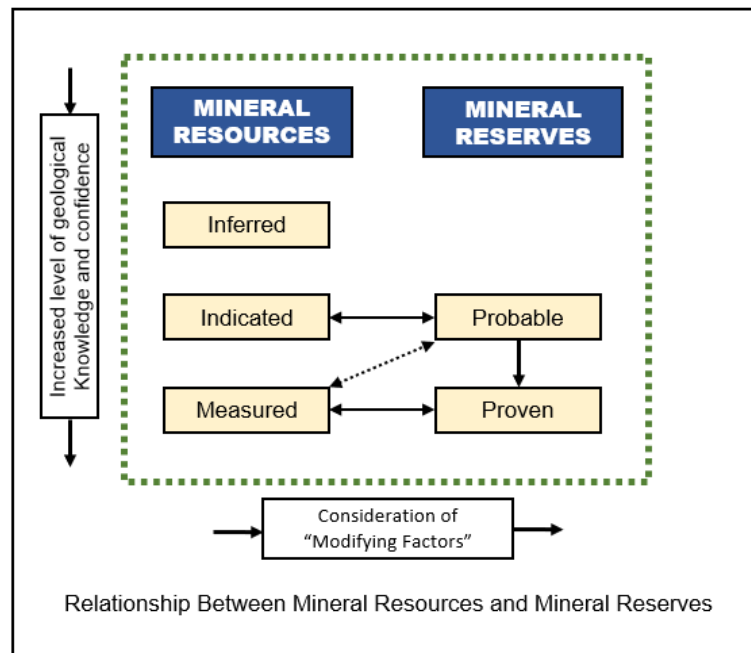 MINERAL
RESOURCES
MINERAL
RESERVES
Increased level of geological
Knowledge and confidence
Inferred
Indicated
Probable
Measured
Proven
Consideration of
“Modifying Factors”
Relationship Between Mineral Resources and Mineral Reserves